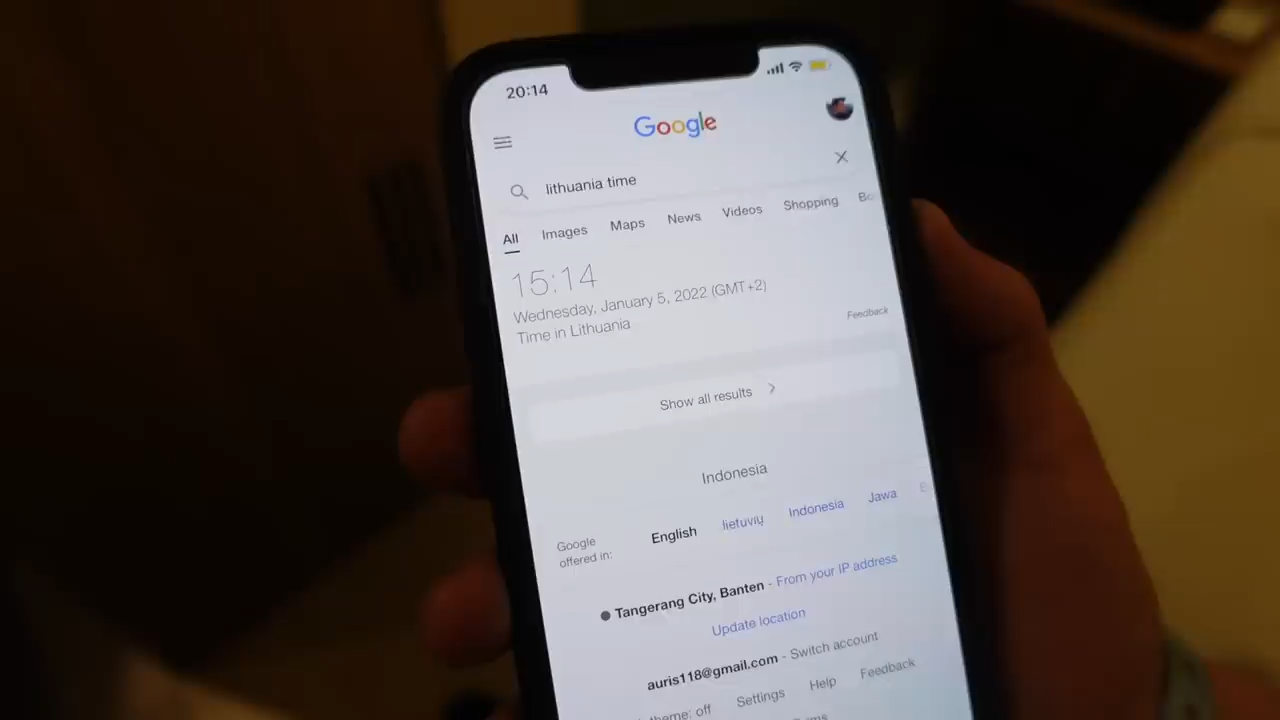 20:14
Google
lithuania time
All Images Maps News Videos Shopping
15:14
Wednesday, January 5, 2022 (GMT+2)
Time in Lithuania
Feedback
Show all results
Indonesia
Google
offered in: English lietuvių Indonesia Jawa
Tangerang City, Banten - From your IP address
Update location
auris118@gmail.com - Switch account
theme: off Settings Help Feedback